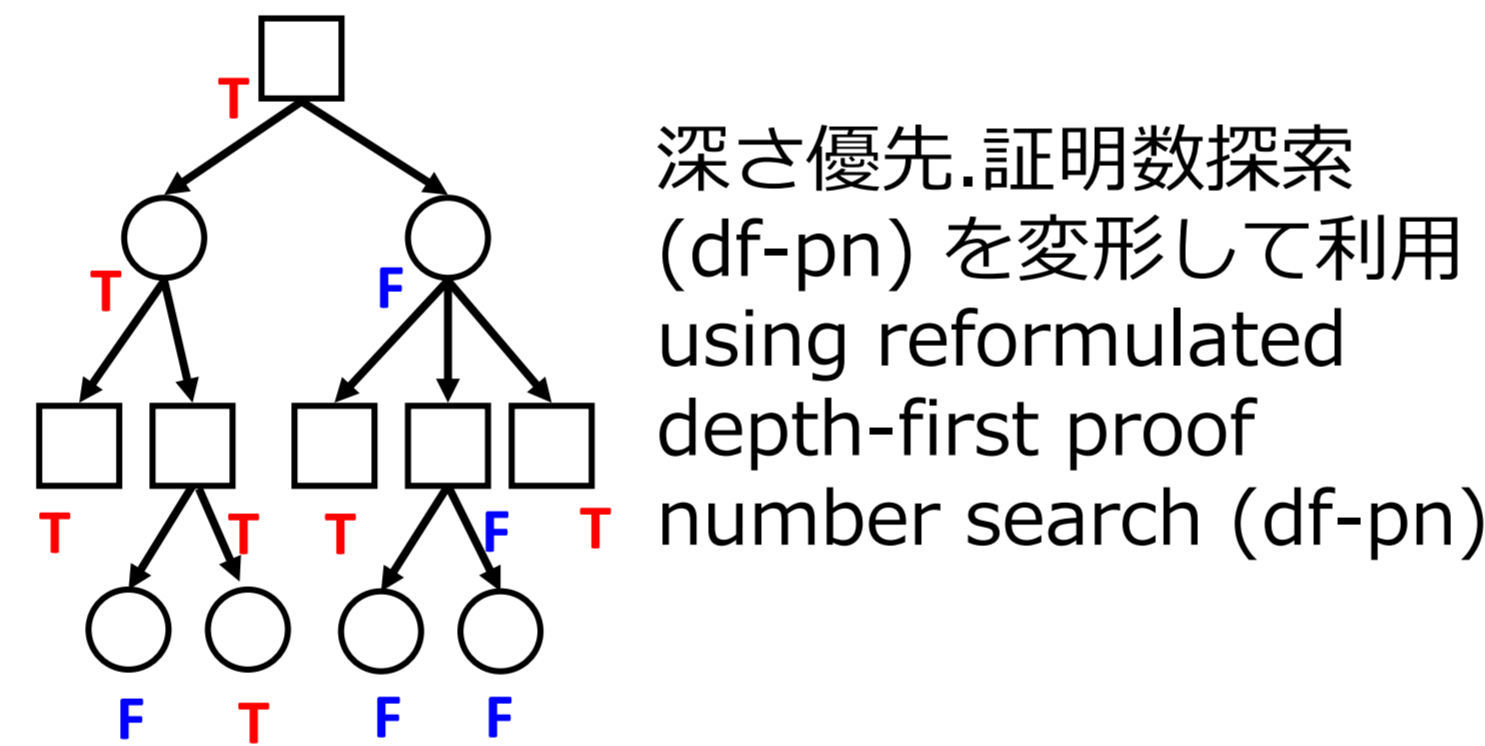 T
T
F
T
T
T
F
T
F
T
F
F
深さ優先.証明数探索
(df-pn) を変形して利用
using reformulated
depth-first proof
number search (df-pn)